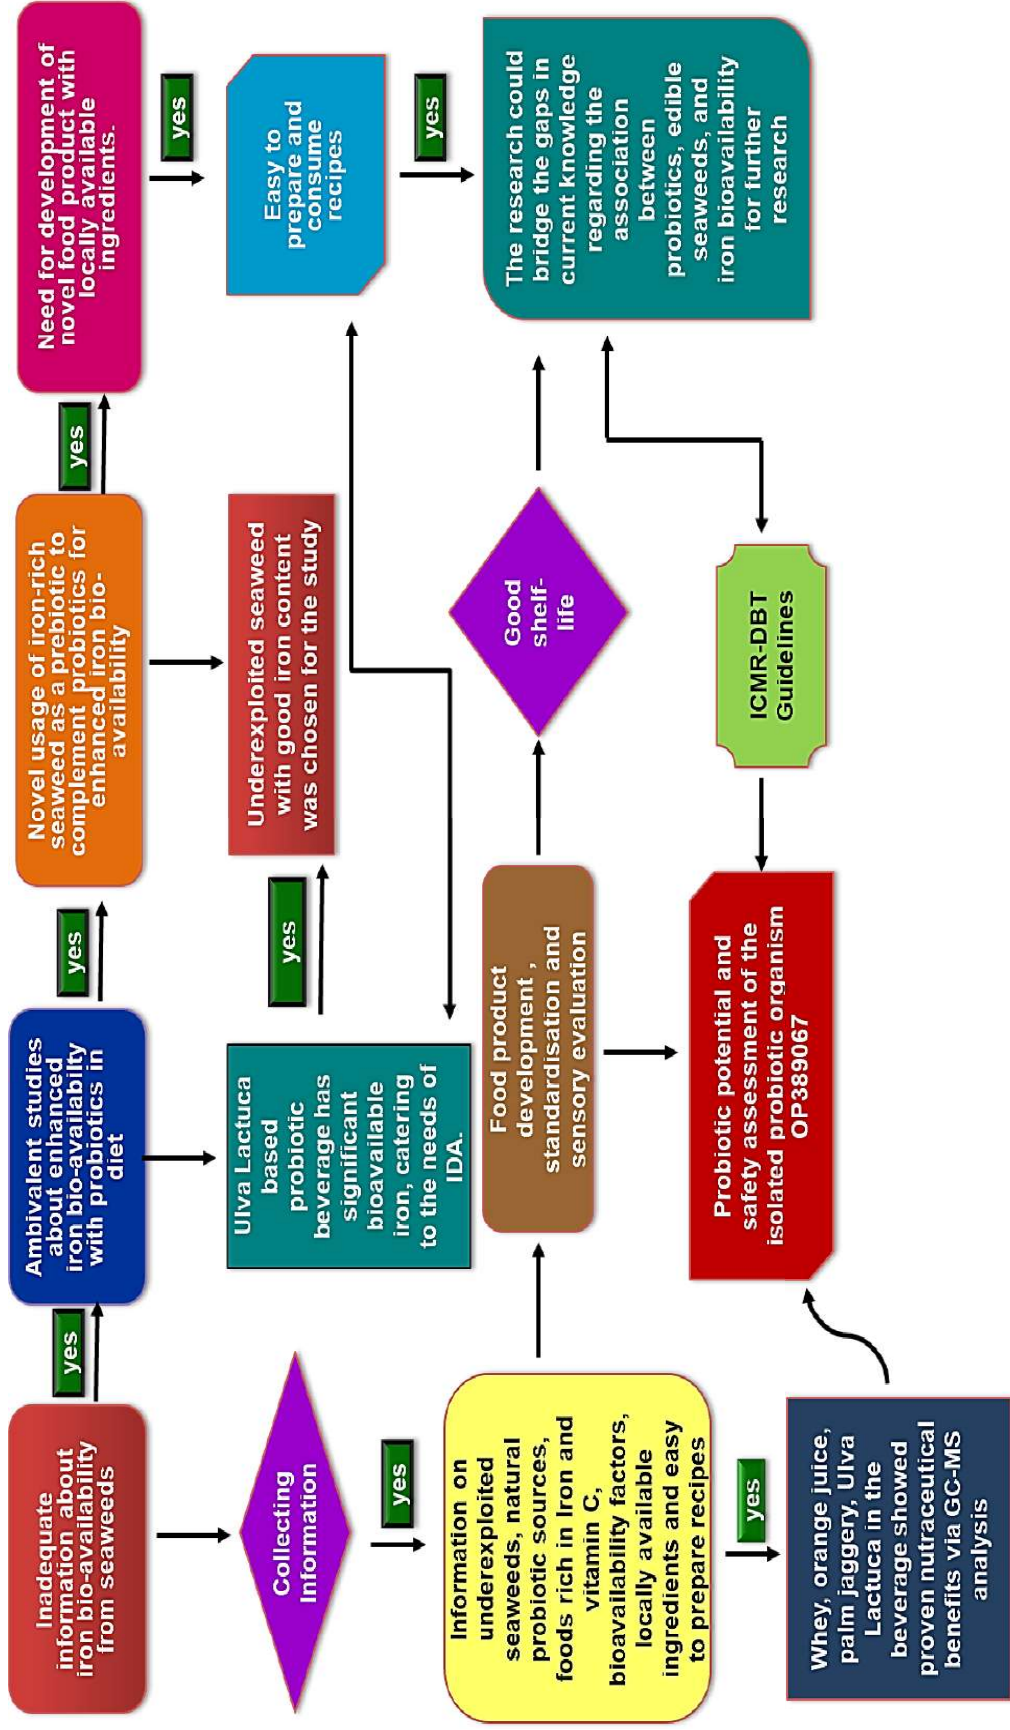 Inadequate
information about
iron bio-availability
from seaweeds
yes
Ambivalent studies
about enhanced
iron bio-availabilty
with probiotics in
diet
yes
Novel usage of iron-rich
seaweed as a prebiotic to
complement probiotics for
enhanced iron bio-
availability
yes
Need for development of
novel food product with
locally available
ingredients.
yes
Collecting
Information
Ulva Lactuca
based
probiotic
beverage has
significant
bioavailable
iron, catering
to the needs of
IDA.
yes
Underexploited seaweed
with good iron content
was chosen for the study
Easy to
prepare and
consume
recipes
yes
yes
Information on
underexploited
seaweeds, natural
probiotic sources,
foods rich in Iron and
vitamin C,
bioavailability factors,
locally available
ingredients and easy
to prepare recipes
Food product
development ,
standardisation and
sensory evaluation
Good
shelf-
life
The research could
bridge the gaps in
current knowledge
regarding the
association
between
probiotics, edible
seaweeds, and
iron bioavailability
for further
research
yes
Whey, orange juice,
palm jaggery, Ulva
Lactuca in the
beverage showed
proven nutraceutical
benefits via GC-MS
analysis
Probiotic potential and
safety assessment of the
isolated probiotic organism
OP389067
ICMR-DBT
Guidelines